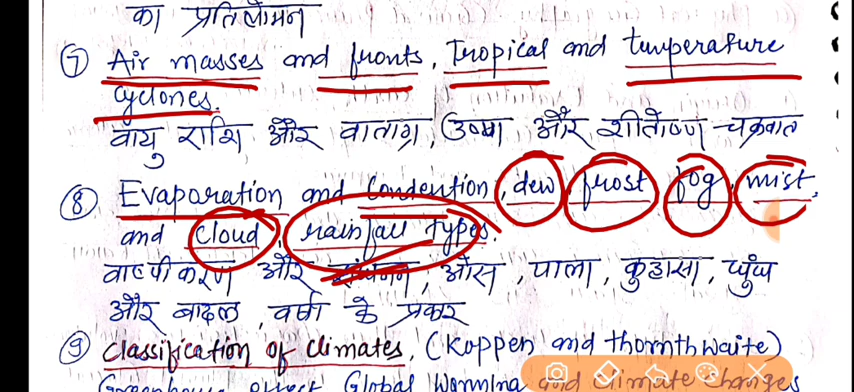 का प्रतिलोमन
⑦ Air masses and fronts, Tropical and temperature
cyclones.
वायु राशि और वाताग्र, उष्ण और शीतोष्ण चक्रवात
⑧ Evaporation and Condention, dew, frost, fog, mist,
and cloud, rainfall types.
वाष्पीकरण और संघनन, ओस, पाला, कुहासा, धुंध
और बादल, वर्षा के प्रकार
⑨ Classification of climates, (Koppen and thornthwaite)
Greenhouse effect, Global Warming and climate changes